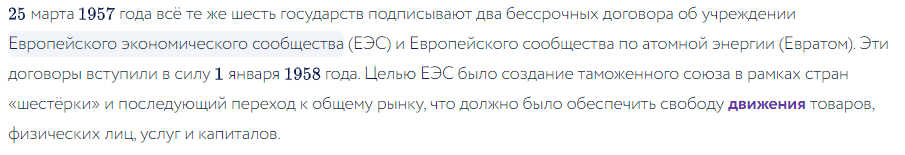 25 марта 1957 года всё те же шесть государств подписывают два бессрочных договора об учреждении
Европейского экономического сообщества (ЕЭС) и Европейского сообщества по атомной энергии (Евратом). Эти
договоры вступили в силу 1 января 1958 года. Целью ЕЭС было создание таможенного союза в рамках стран
«шестёрки» и последующий переход к общему рынку, что должно было обеспечить свободу движения товаров,
физических лиц, услуг и капиталов.